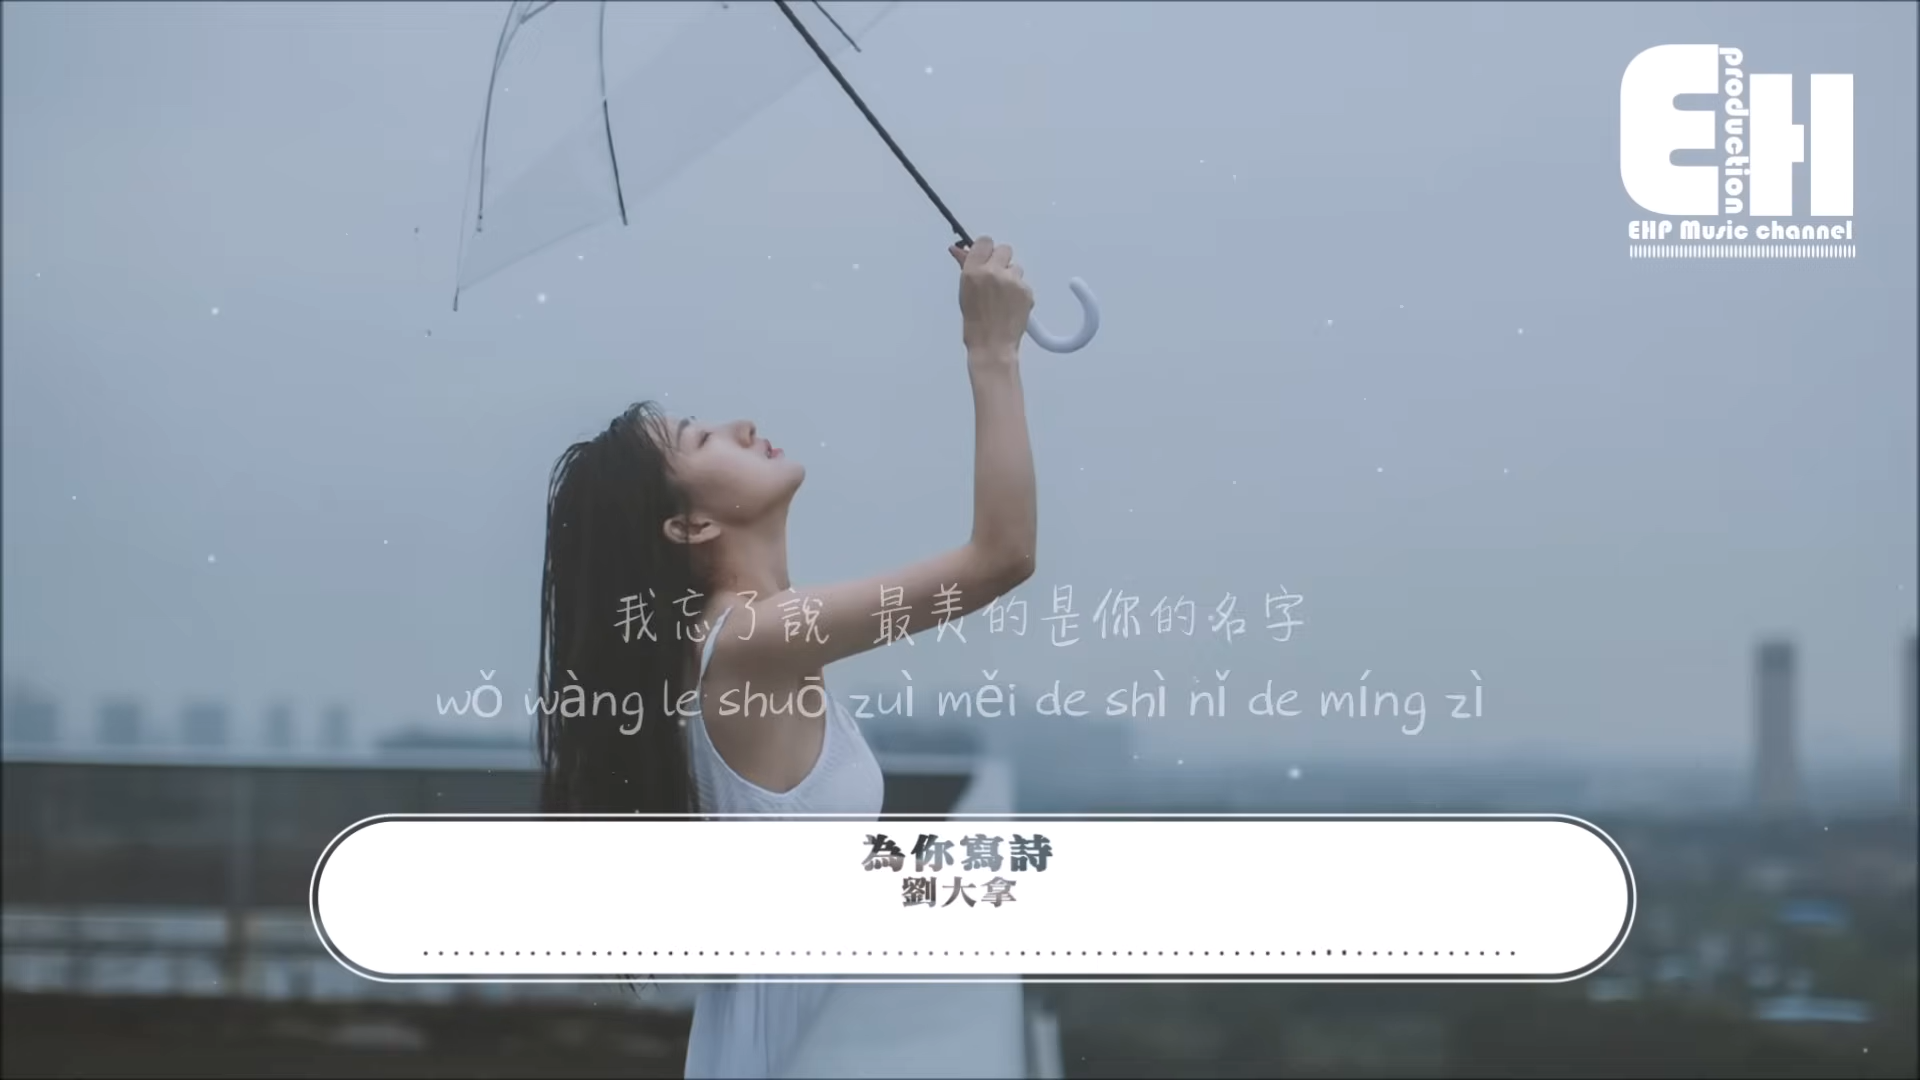 EH
production
EHP Music channel
我忘了說 最美的是你的名字
wǒ wàng le shuō zuì měi de shì nǐ de míng zì
為你寫詩
劉大拿